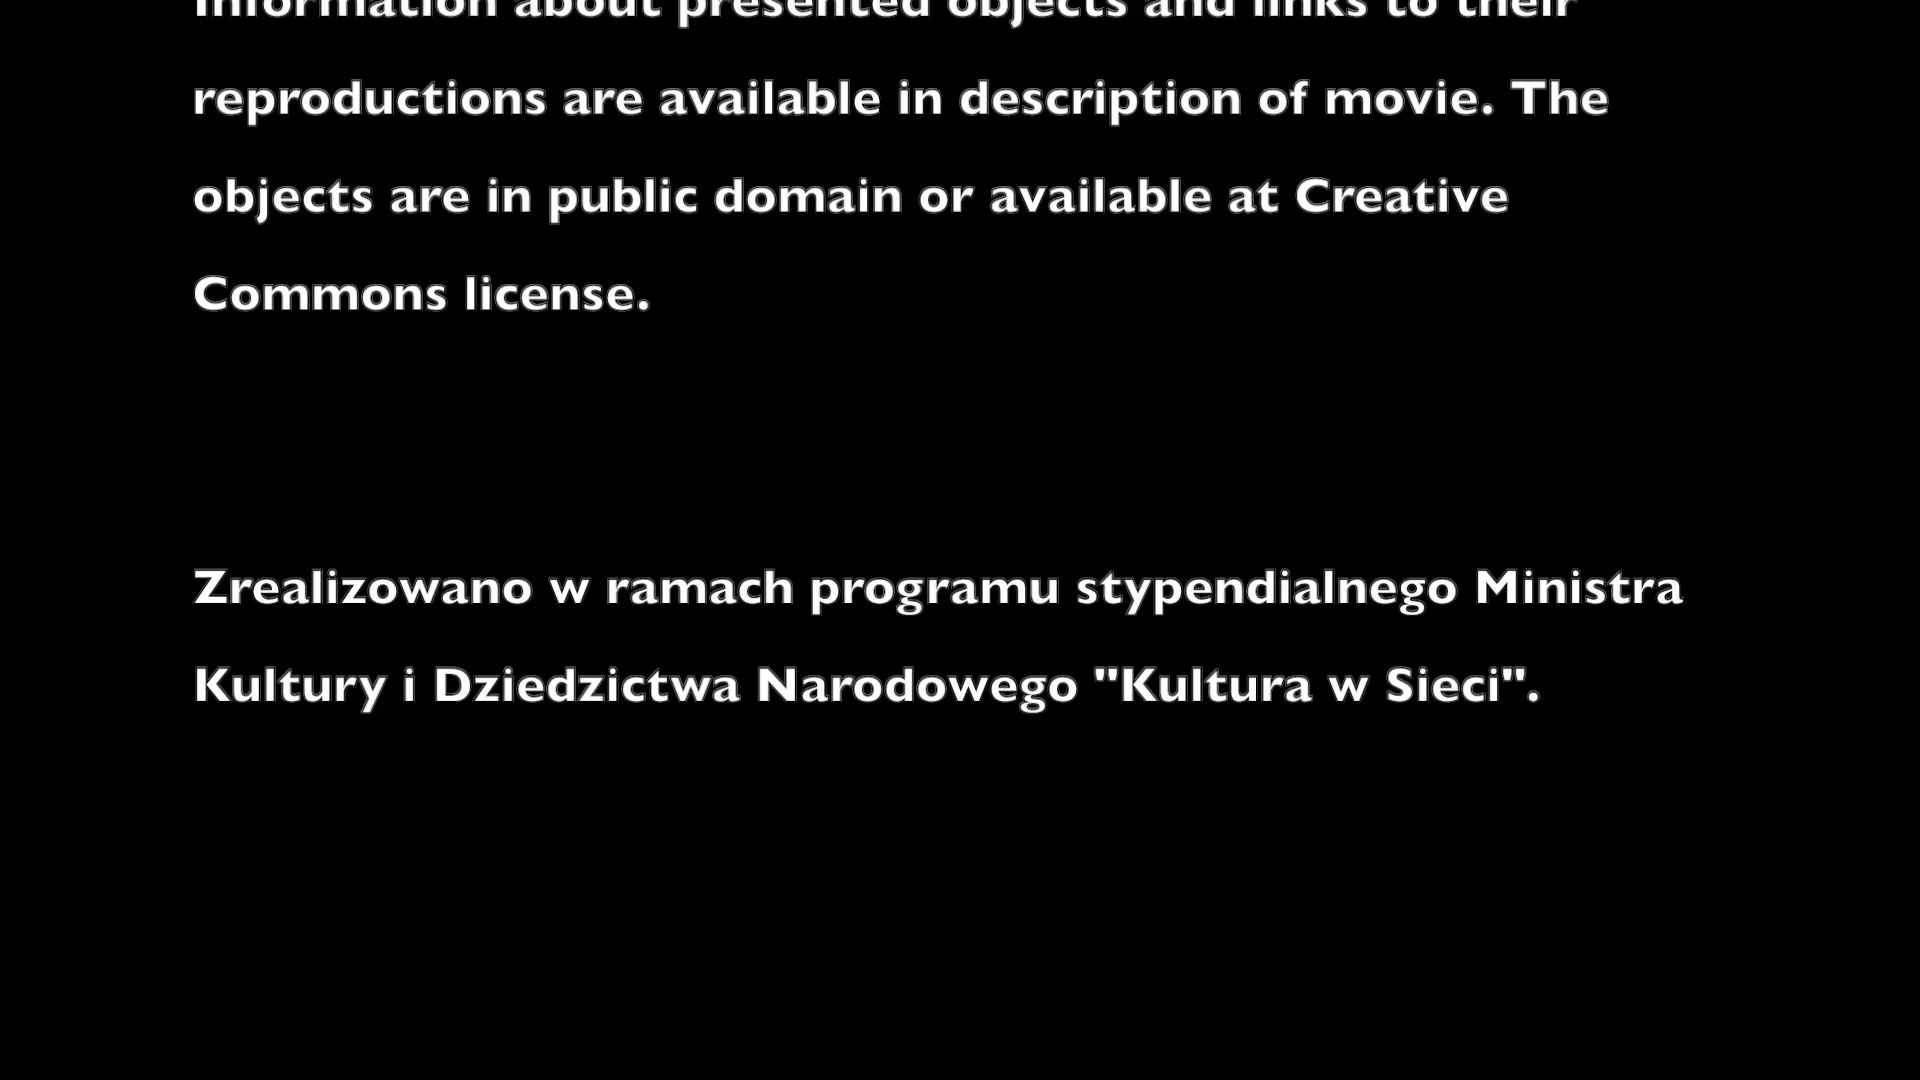 Information about presented objects and links to their
reproductions are available in description of movie. The
objects are in public domain or available at Creative
Commons license.
Zrealizowano w ramach programu stypendialnego Ministra
Kultury i Dziedzictwa Narodowego "Kultura w Sieci".